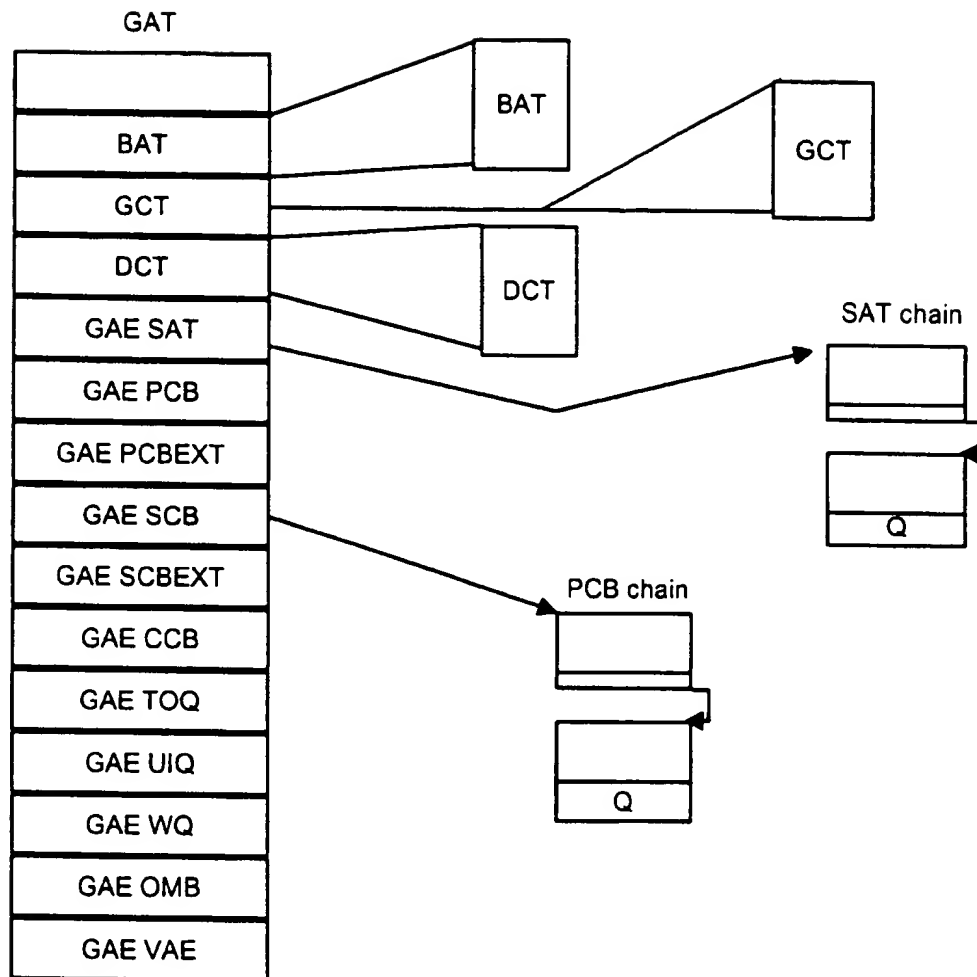 GAT
BAT
GCT
DCT
GAE SAT
GAE PCB
GAE PCBEXT
GAE SCB
GAE SCBEXT
GAE CCB
GAE TOQ
GAE UIQ
GAE WQ
GAE OMB
GAE VAE
BAT
GCT
DCT
SAT chain
Q
PCB chain
Q